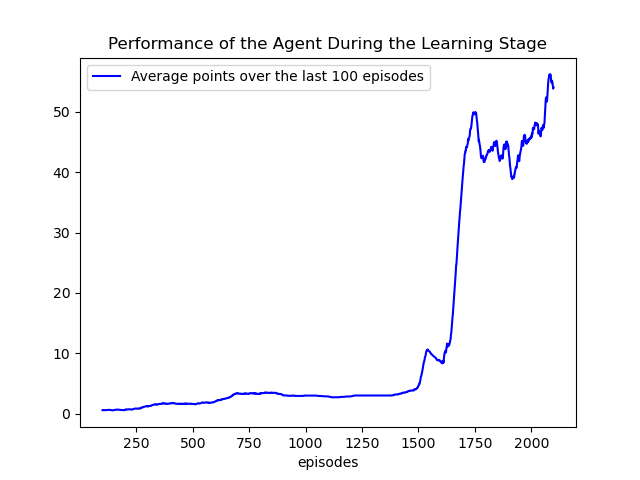 Performance of the Agent During the Learning Stage
Average points over the last 100 episodes
50
40
30
20
10
0
250 500 750 1000 1250 1500 1750 2000
episodes